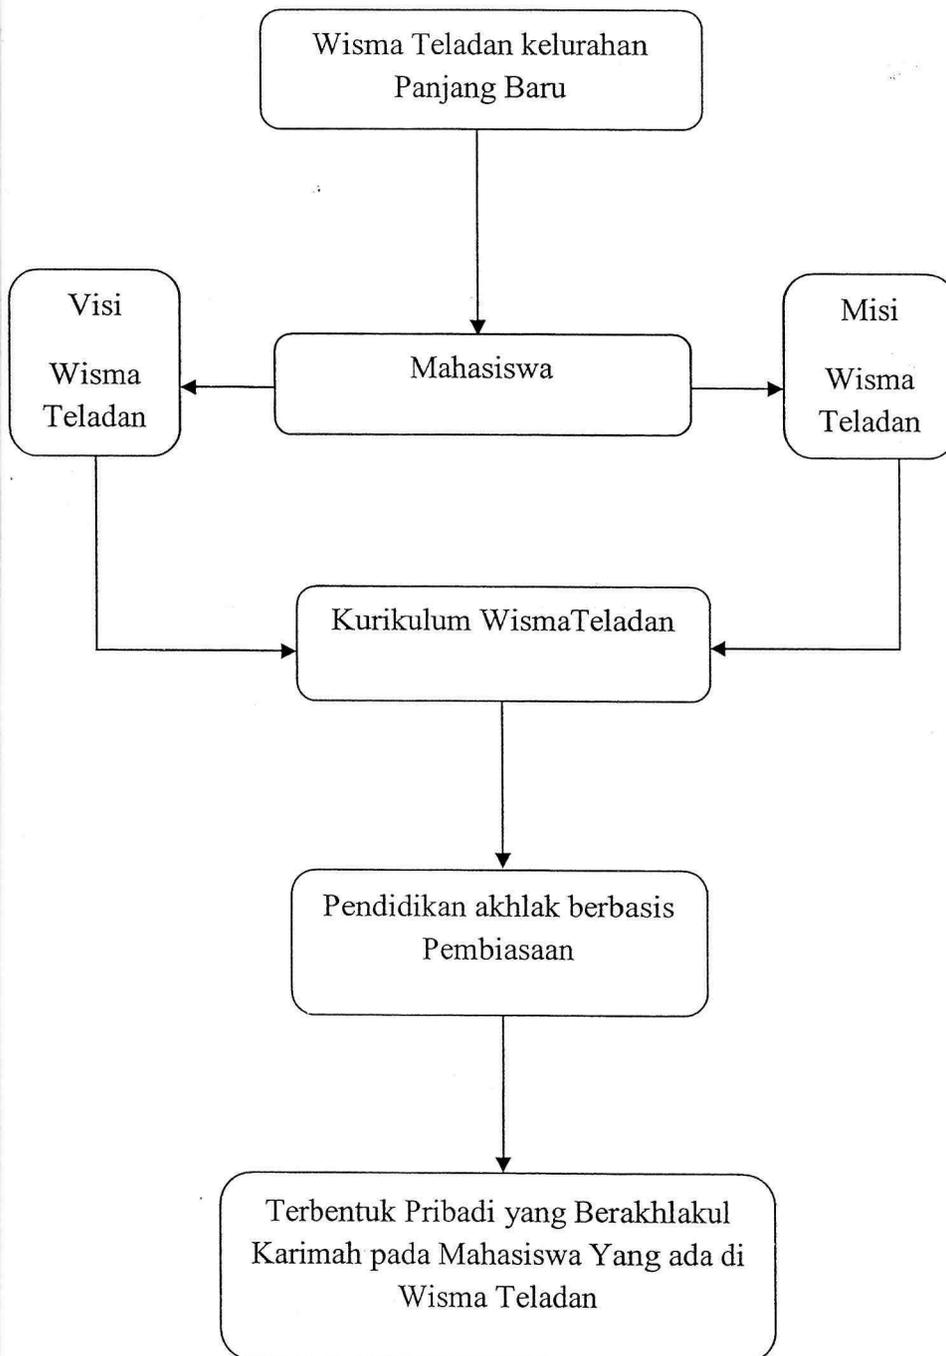 Wisma Teladan kelurahan
Panjang Baru
Visi
Wisma
Teladan
Mahasiswa
Misi
Wisma
Teladan
Kurikulum WismaTeladan
Pendidikan akhlak berbasis
Pembiasaan
Terbentuk Pribadi yang Berakhlakul
Karimah pada Mahasiswa Yang ada di
Wisma Teladan